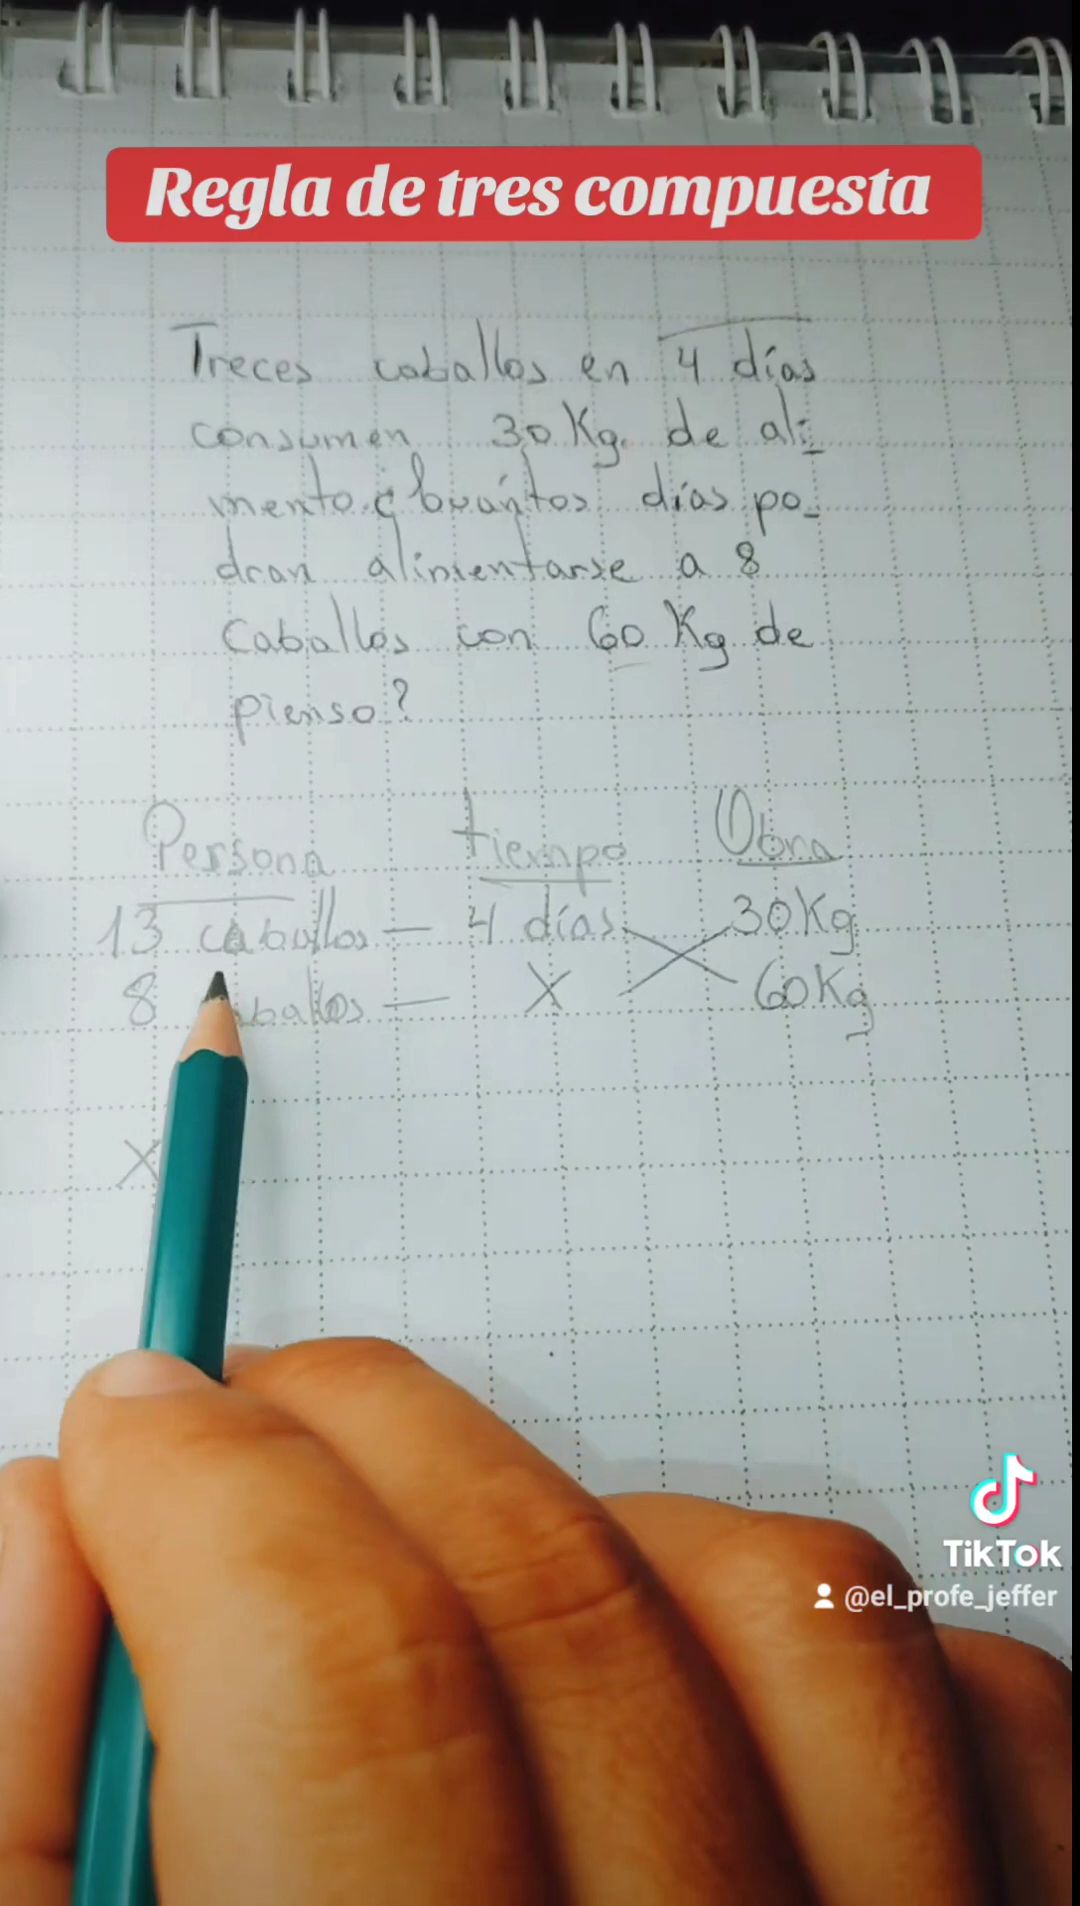 Regla de tres compuesta
Treces caballos en 4 días
consumen 30 Kg. de ali_
mento ¿Cuántos días po_
dran alimentarse a 8
Caballos con 60 Kg de
pienso?
Persona tiempo Obra
13 caballos — 4 días 30 Kg
8 caballos — X 60 Kg
X
TikTok
@el_profe_jeffer